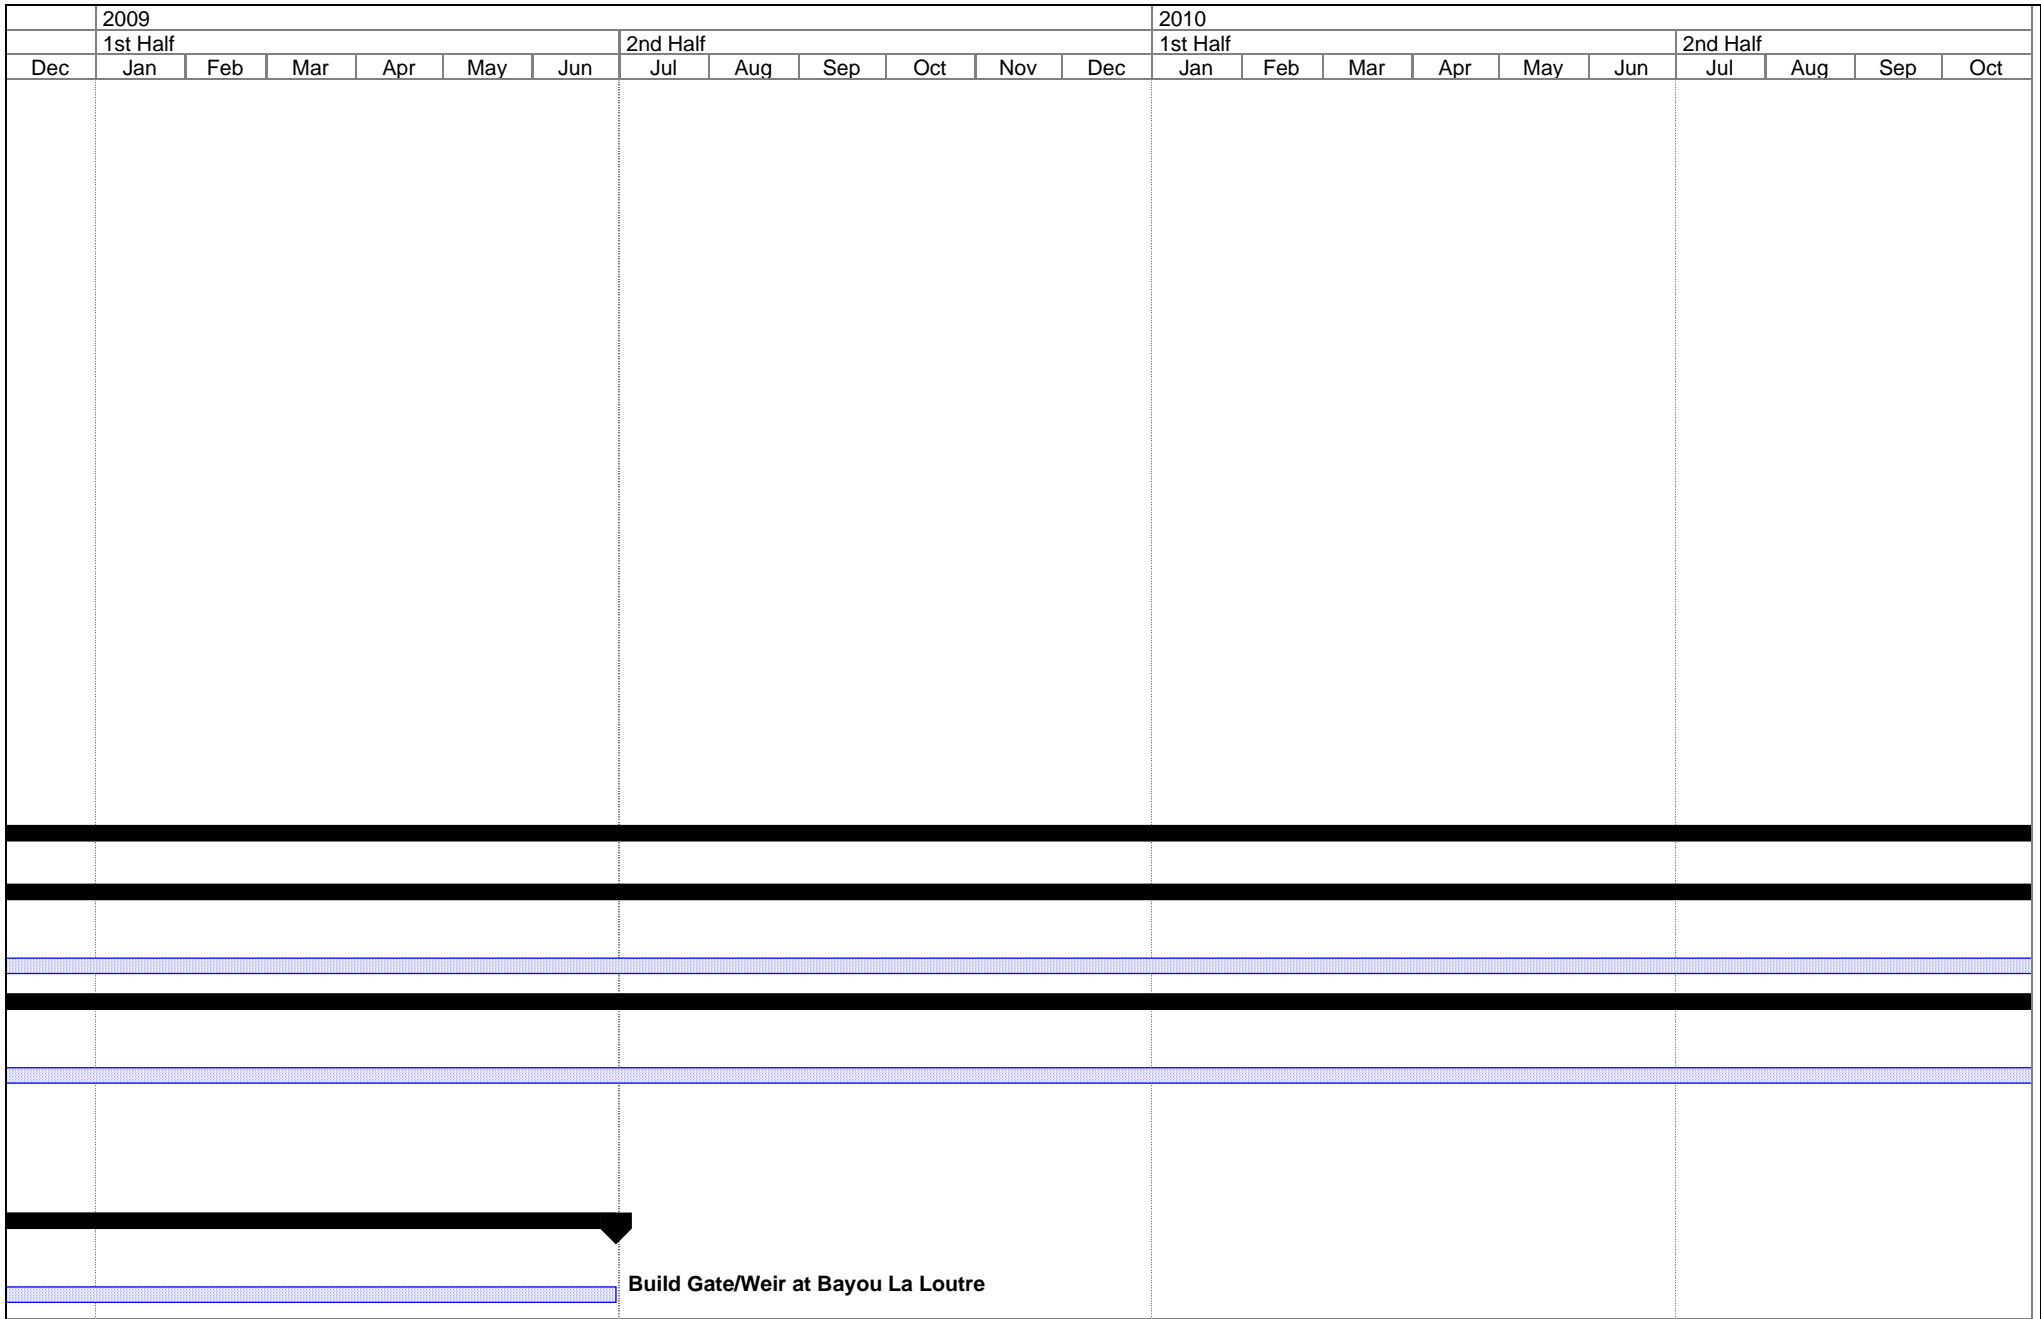 2009 2010
1st Half 2nd Half 1st Half 2nd Half
Dec Jan Feb Mar Apr May Jun Jul Aug Sep Oct Nov Dec Jan Feb Mar Apr May Jun Jul Aug Sep Oct
Build Gate/Weir at Bayou La Loutre